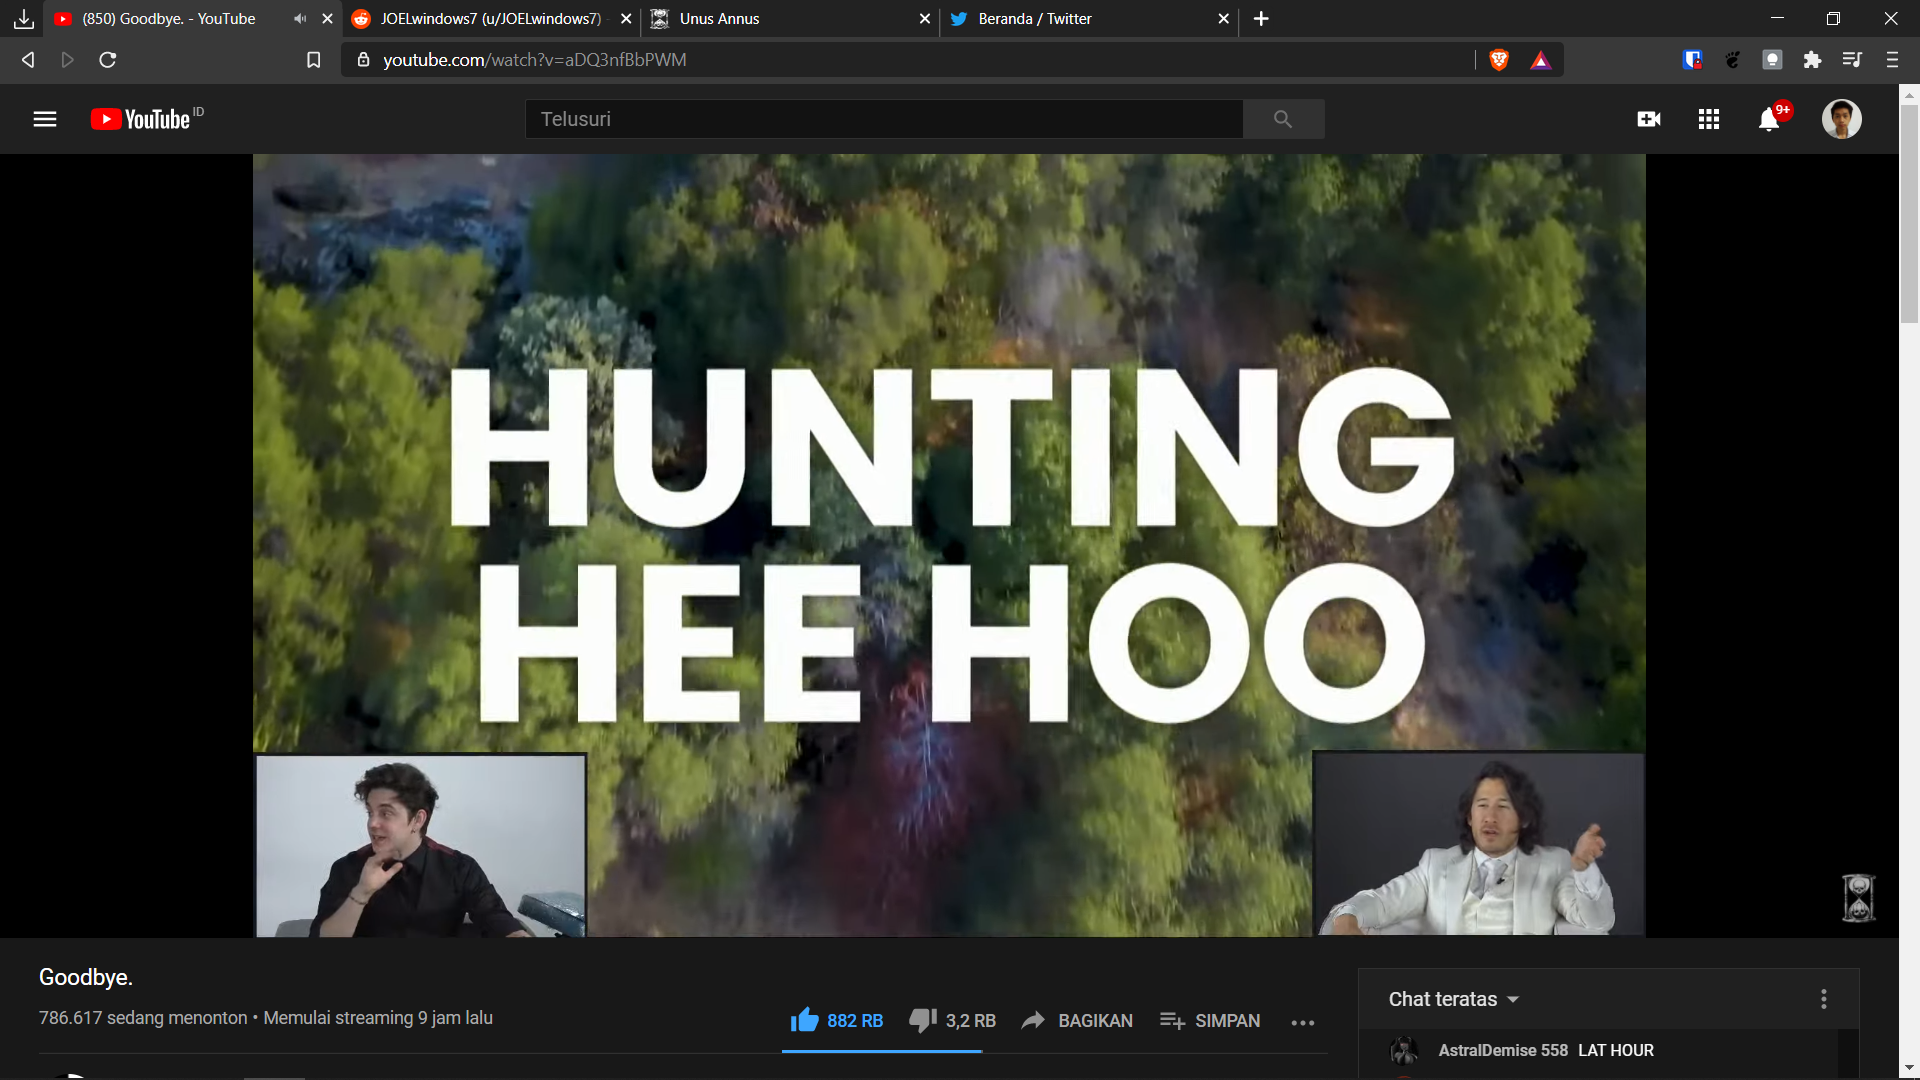 (850) Goodbye. - YouTube
JOELwindows7 (u/JOELwindows7) -
Unus Annus
Beranda / Twitter
youtube.com/watch?v=aDQ3nfBbPWM
YouTube ID
Telusuri
9+
HUNTING
HEE HOO
Goodbye.
786.617 sedang menonton • Memulai streaming 9 jam lalu
882 RB
3,2 RB
BAGIKAN
SIMPAN
Chat teratas
AstralDemise 558 LAT HOUR